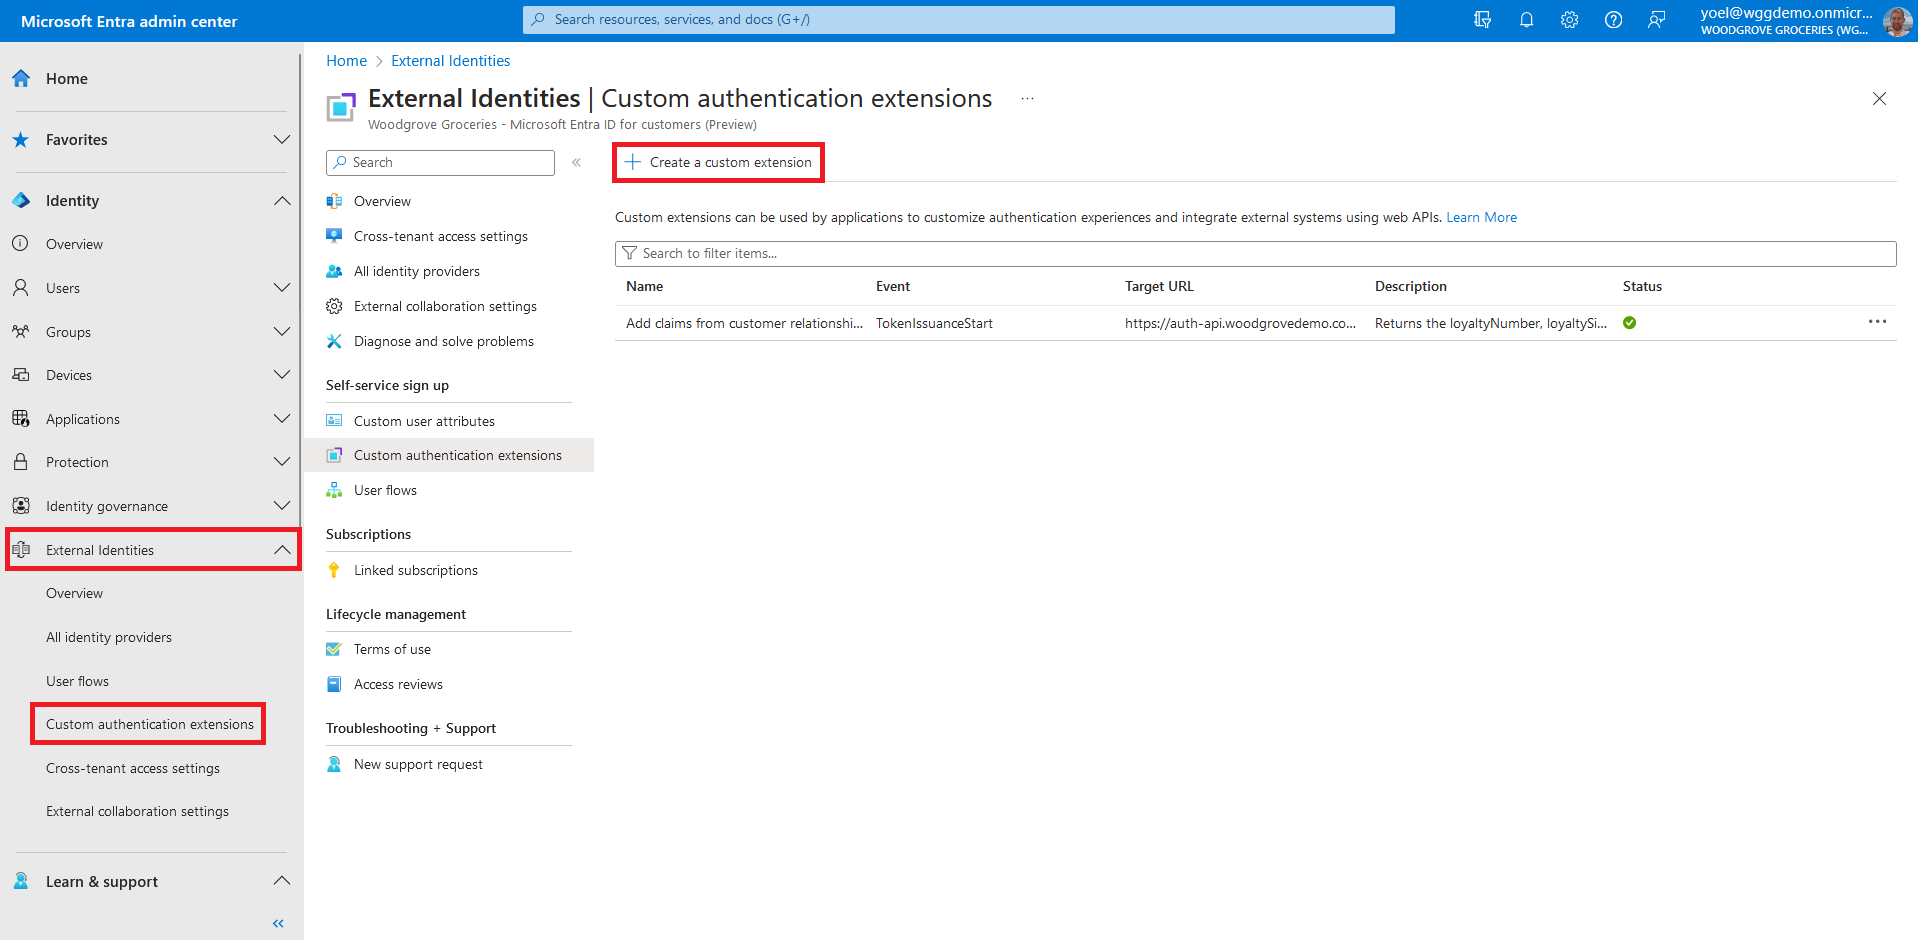 Microsoft Entra admin center
Search resources, services, and docs (G+/)
yoel@wggdemo.onmicr...
WOODGROVE GROCERIES (WG...
Home
Favorites
Identity
Overview
Users
Groups
Devices
Applications
Protection
Identity governance
External Identities
Overview
All identity providers
User flows
Custom authentication extensions
Cross-tenant access settings
External collaboration settings
Learn & support
Home > External Identities
External Identities | Custom authentication extensions ...
Woodgrove Groceries - Microsoft Entra ID for customers (Preview)
Search
Overview
Cross-tenant access settings
All identity providers
External collaboration settings
Diagnose and solve problems
Self-service sign up
Custom user attributes
Custom authentication extensions
User flows
Subscriptions
Linked subscriptions
Lifecycle management
Terms of use
Access reviews
Troubleshooting + Support
New support request
Create a custom extension
Custom extensions can be used by applications to customize authentication experiences and integrate external systems using web APIs. Learn More
Search to filter items...
Name Event Target URL Description Status
Add claims from customer relationshi... TokenIssuanceStart https://auth-api.woodgrovedemo.co... Returns the loyaltyNumber, loyaltySi...